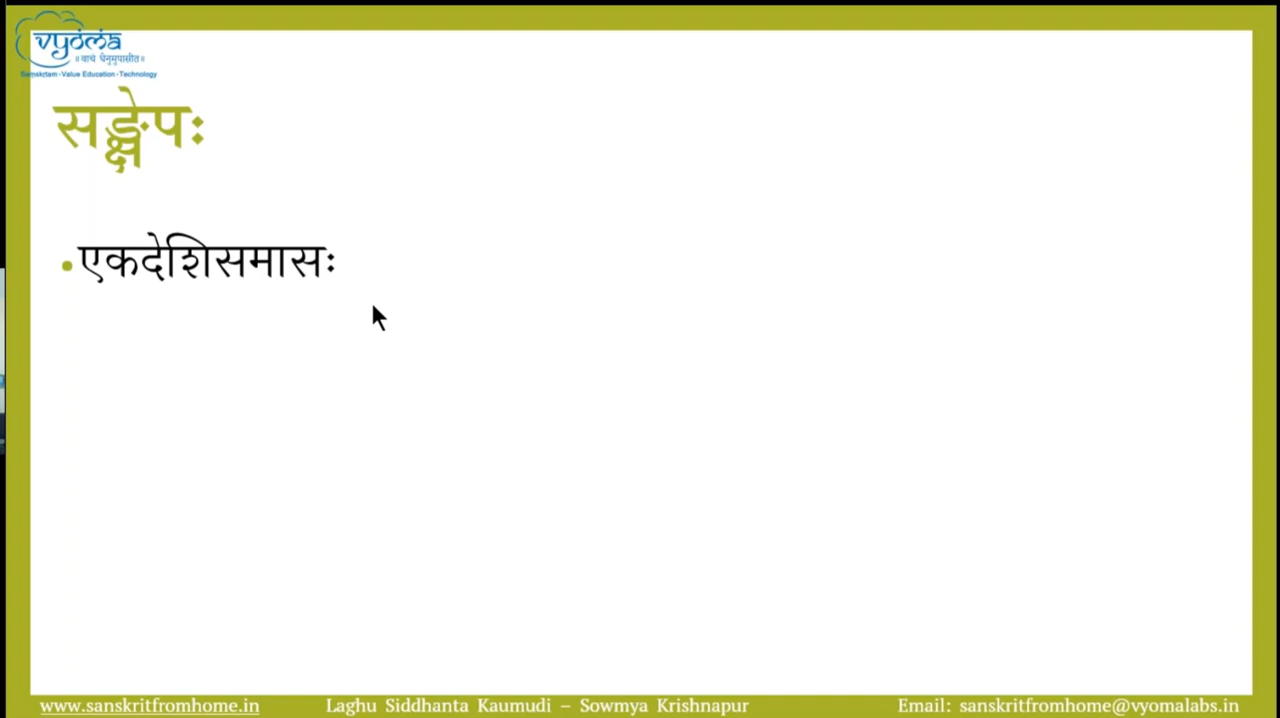 vyoma
॥ वाचं धेनुमुपासीत॥
Samskrtam - Value Education - Technology
सङ्क्षेपः
• एकदेशिसमासः
www.sanskritfromhome.in Laghu Siddhanta Kaumudi – Sowmya Krishnapur Email: sanskritfromhome@vyomalabs.in